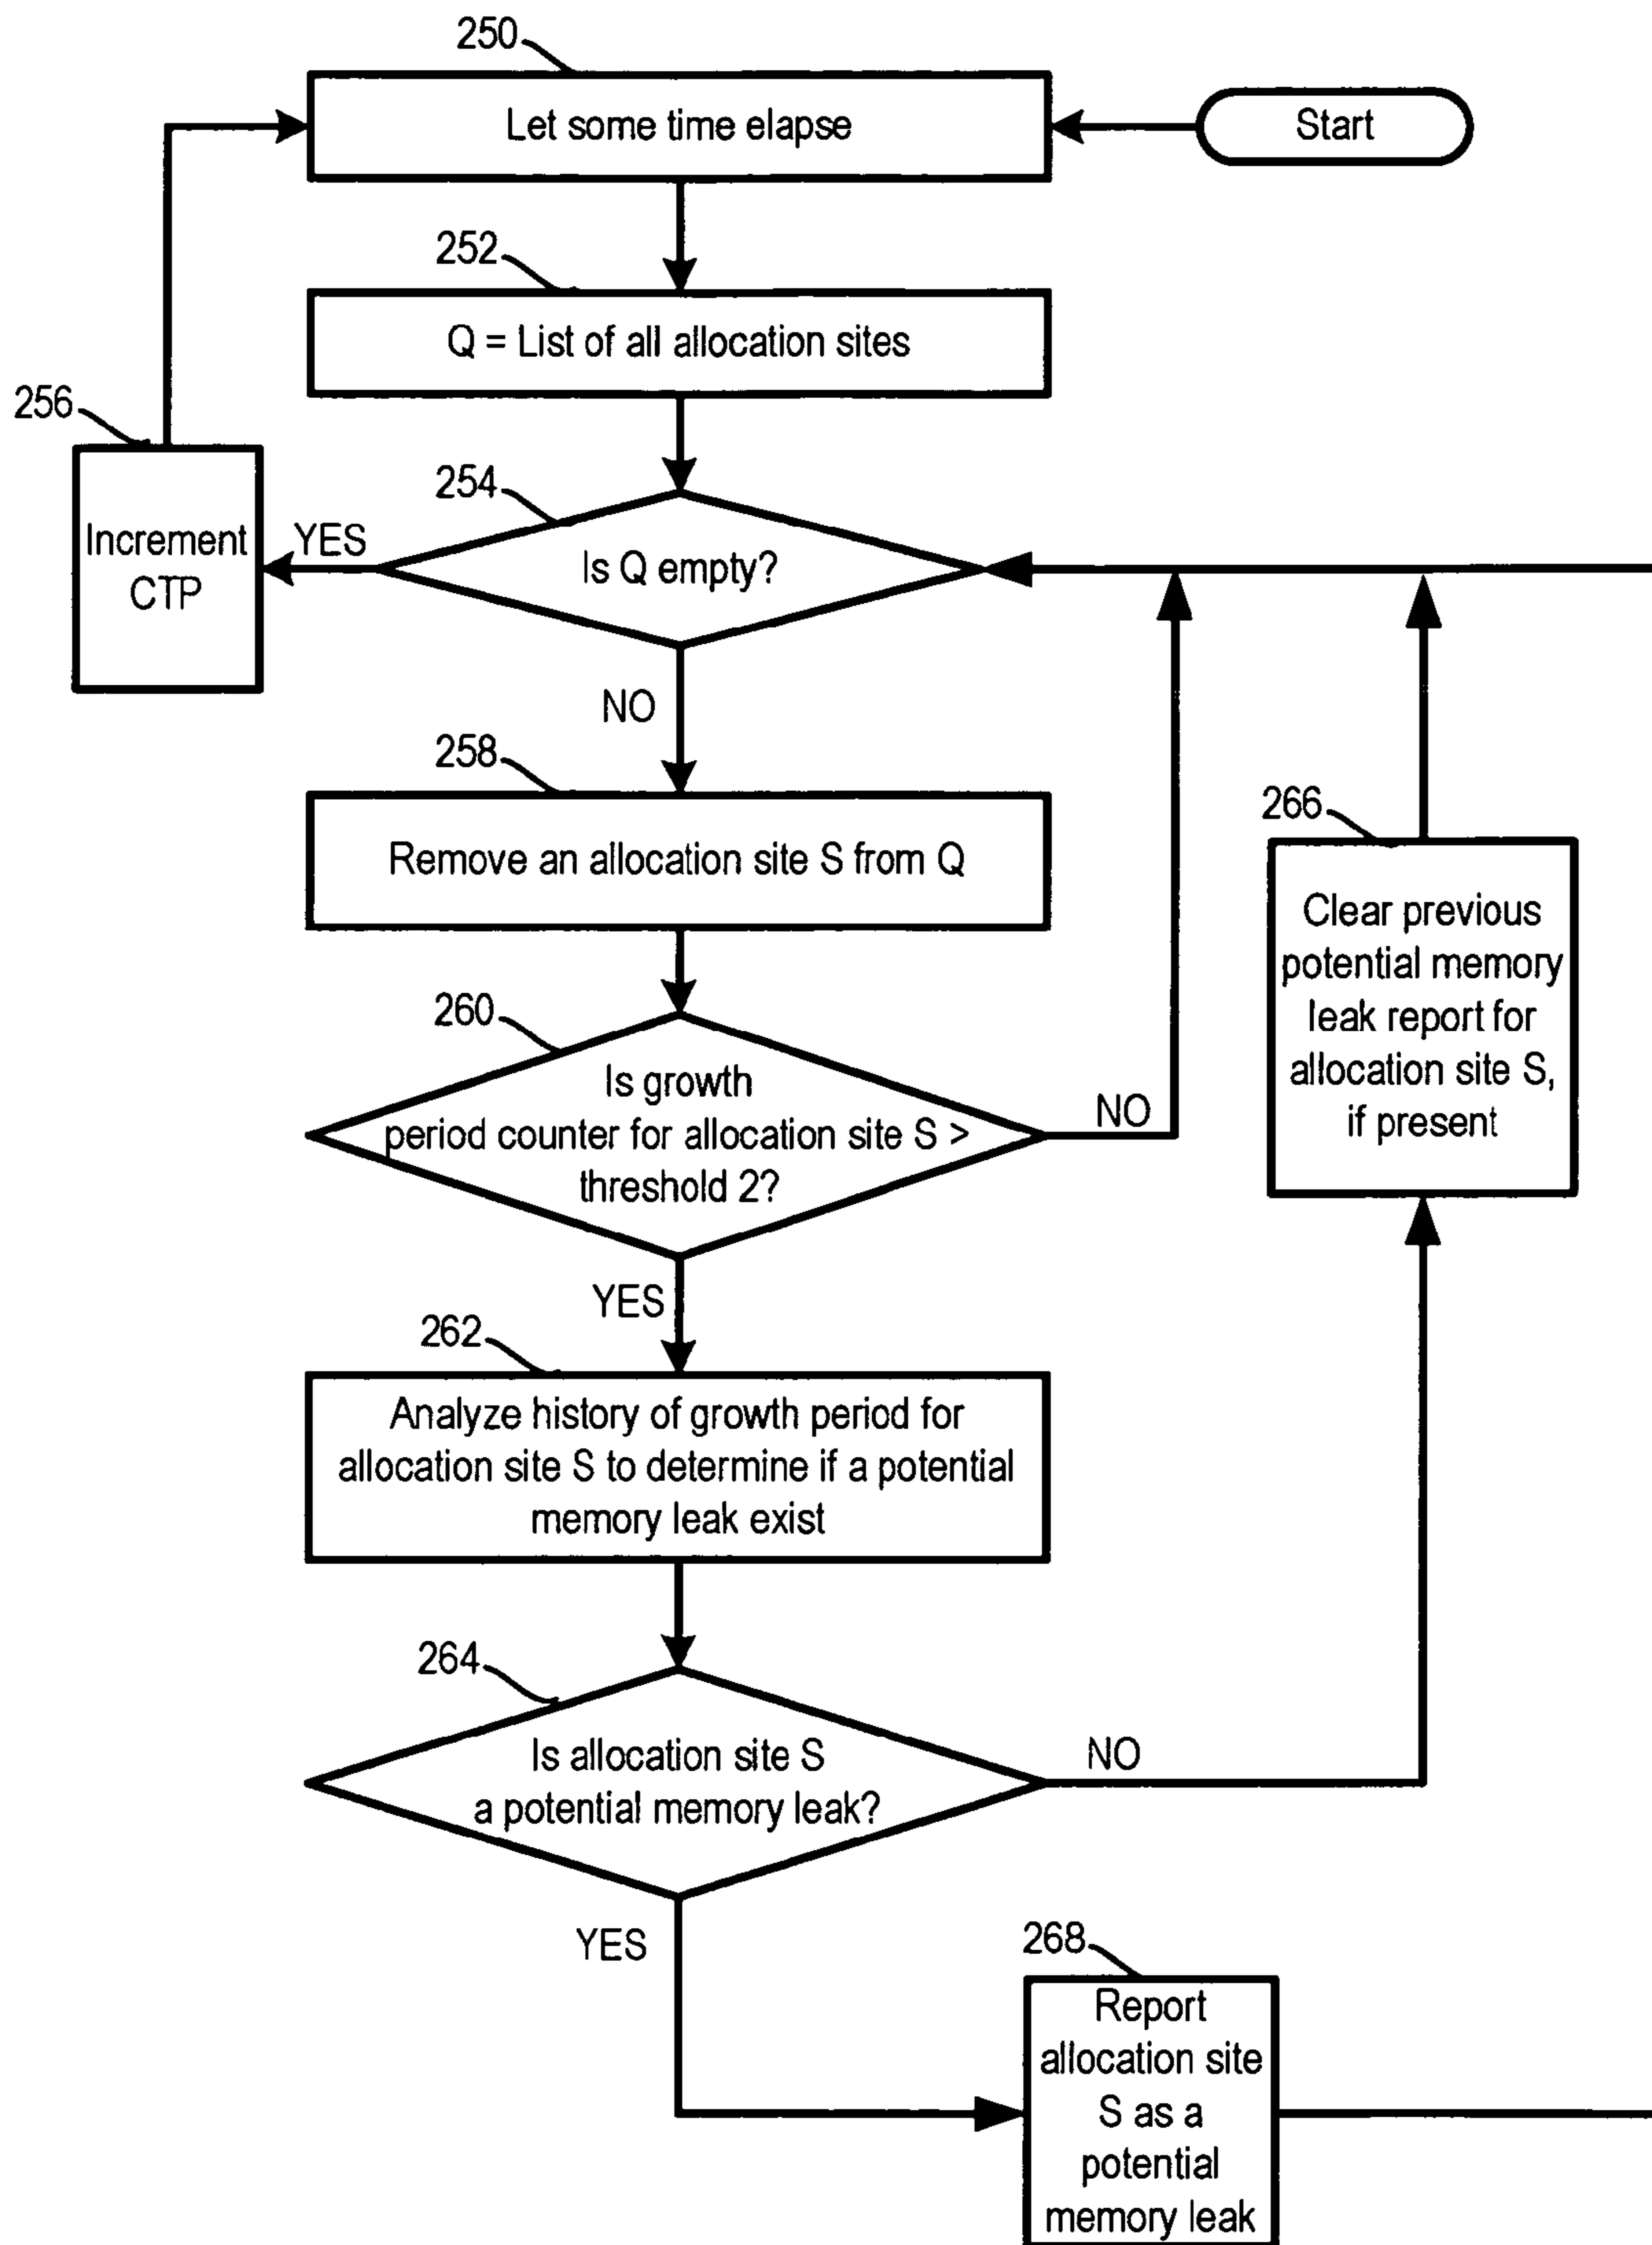 250
Let some time elapse
Start
252
Q = List of all allocation sites
256
Increment
CTP
254
YES
Is Q empty?
NO
258
Remove an allocation site S from Q
266
Clear previous
potential memory
leak report for
allocation site S,
if present
260
Is growth
period counter for allocation site S >
threshold 2?
NO
YES
262
Analyze history of growth period for
allocation site S to determine if a potential
memory leak exist
264
Is allocation site S
a potential memory leak?
NO
YES
268
Report
allocation site
S as a
potential
memory leak